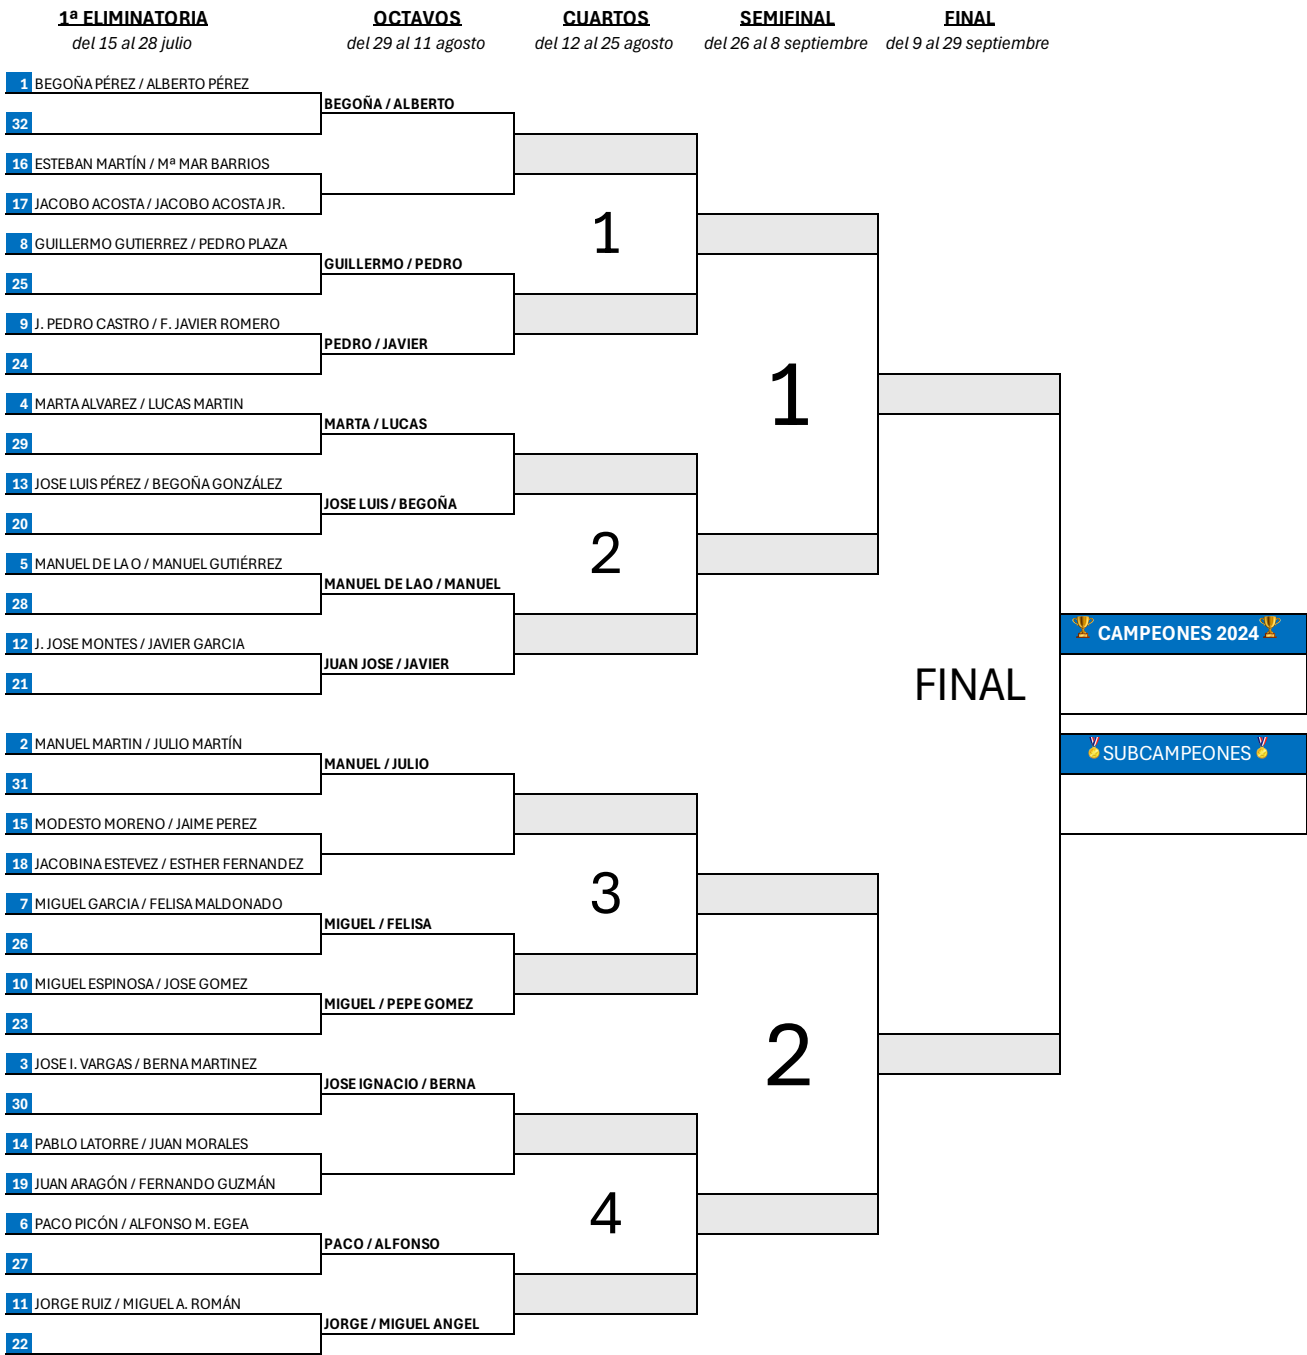 1ª ELIMINATORIA OCTAVOS CUARTOS SEMIFINAL FINAL
del 15 al 28 julio del 29 al 11 agosto del 12 al 25 agosto del 26 al 8 septiembre del 9 al 29 septiembre
1 BEGOÑA PÉREZ / ALBERTO PÉREZ
BEGOÑA / ALBERTO
32
16 ESTEBAN MARTÍN / Mª MAR BARRIOS
17 JACOBO ACOSTA / JACOBO ACOSTA JR.
1
8 GUILLERMO GUTIERREZ / PEDRO PLAZA
GUILLERMO / PEDRO
25
9 J. PEDRO CASTRO / F. JAVIER ROMERO
PEDRO / JAVIER
24
1
4 MARTA ALVAREZ / LUCAS MARTIN
MARTA / LUCAS
29
13 JOSE LUIS PÉREZ / BEGOÑA GONZÁLEZ
JOSE LUIS / BEGOÑA
20
2
5 MANUEL DE LA O / MANUEL GUTIÉRREZ
MANUEL DE LAO / MANUEL
28
12 J. JOSE MONTES / JAVIER GARCIA
JUAN JOSE / JAVIER
21
🏆 CAMPEONES 2024 🏆
FINAL
2 MANUEL MARTIN / JULIO MARTÍN
MANUEL / JULIO
31
🏅SUBCAMPEONES🏅
15 MODESTO MORENO / JAIME PEREZ
18 JACOBINA ESTEVEZ / ESTHER FERNANDEZ
3
7 MIGUEL GARCIA / FELISA MALDONADO
MIGUEL / FELISA
26
10 MIGUEL ESPINOSA / JOSE GOMEZ
MIGUEL / PEPE GOMEZ
23
2
3 JOSE I. VARGAS / BERNA MARTINEZ
JOSE IGNACIO / BERNA
30
14 PABLO LATORRE / JUAN MORALES
19 JUAN ARAGÓN / FERNANDO GUZMÁN
4
6 PACO PICÓN / ALFONSO M. EGEA
PACO / ALFONSO
27
11 JORGE RUIZ / MIGUEL A. ROMÁN
JORGE / MIGUEL ANGEL
22